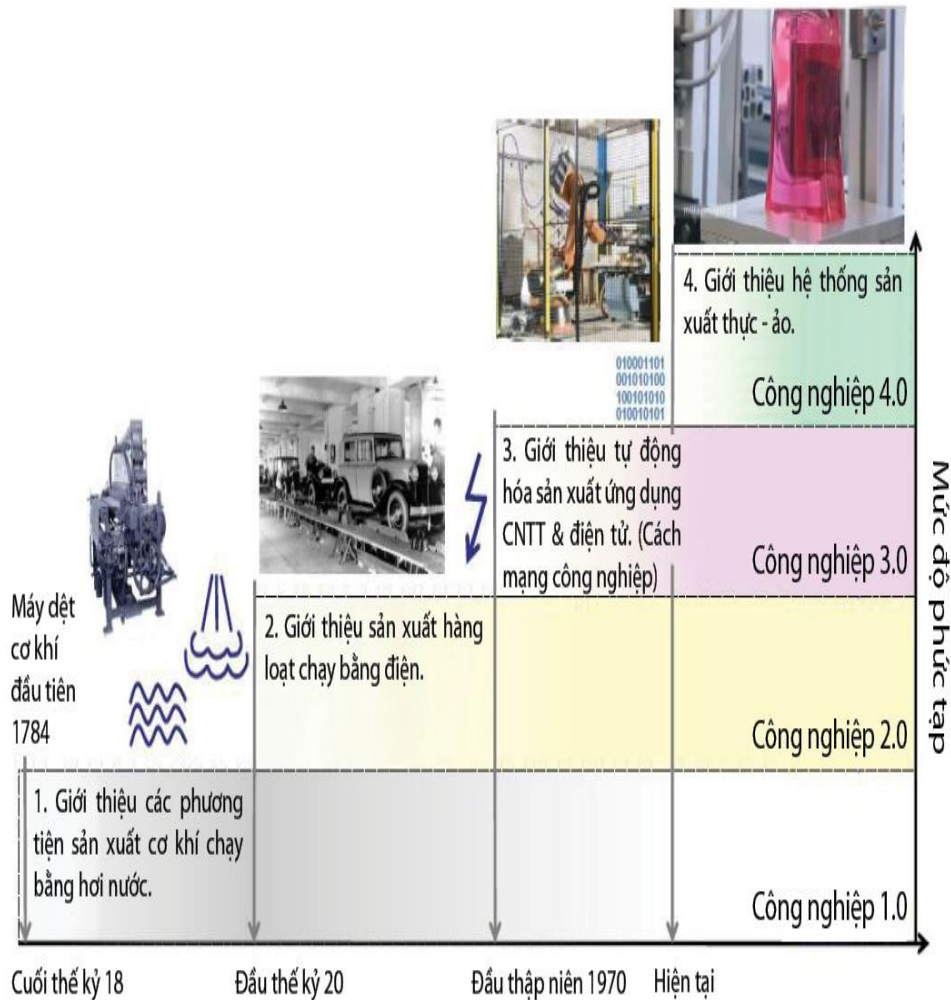 4. Giới thiệu hệ thống sản
xuất thực - ảo.
Công nghiệp 4.0
010001101
001010100
100101010
010010101
3. Giới thiệu tự động
hóa sản xuất ứng dụng
CNTT & điện tử. (Cách
mạng công nghiệp)
Công nghiệp 3.0
Mức độ phức tạp
Máy dệt
cơ khí
đầu tiên
1784
2. Giới thiệu sản xuất hàng
loạt chạy bằng điện.
Công nghiệp 2.0
1. Giới thiệu các phương
tiện sản xuất cơ khí chạy
bằng hơi nước.
Công nghiệp 1.0
Cuối thế kỷ 18
Đầu thế kỷ 20
Đầu thập niên 1970
Hiện tại